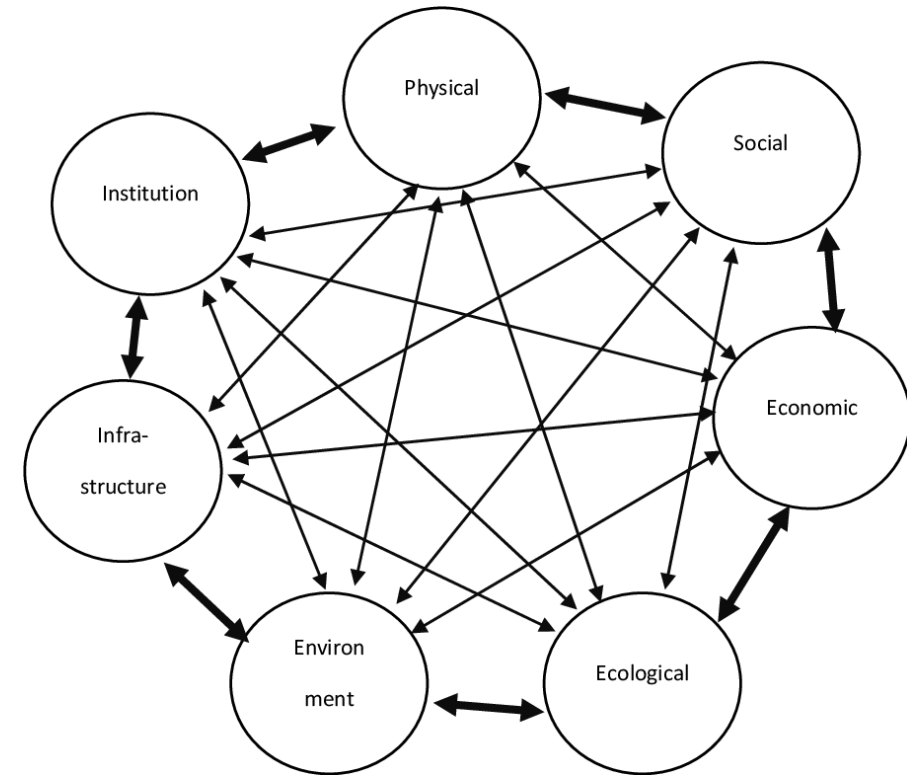 Physical
Social
Institution
Economic
Infra-
structure
Environ
ment
Ecological